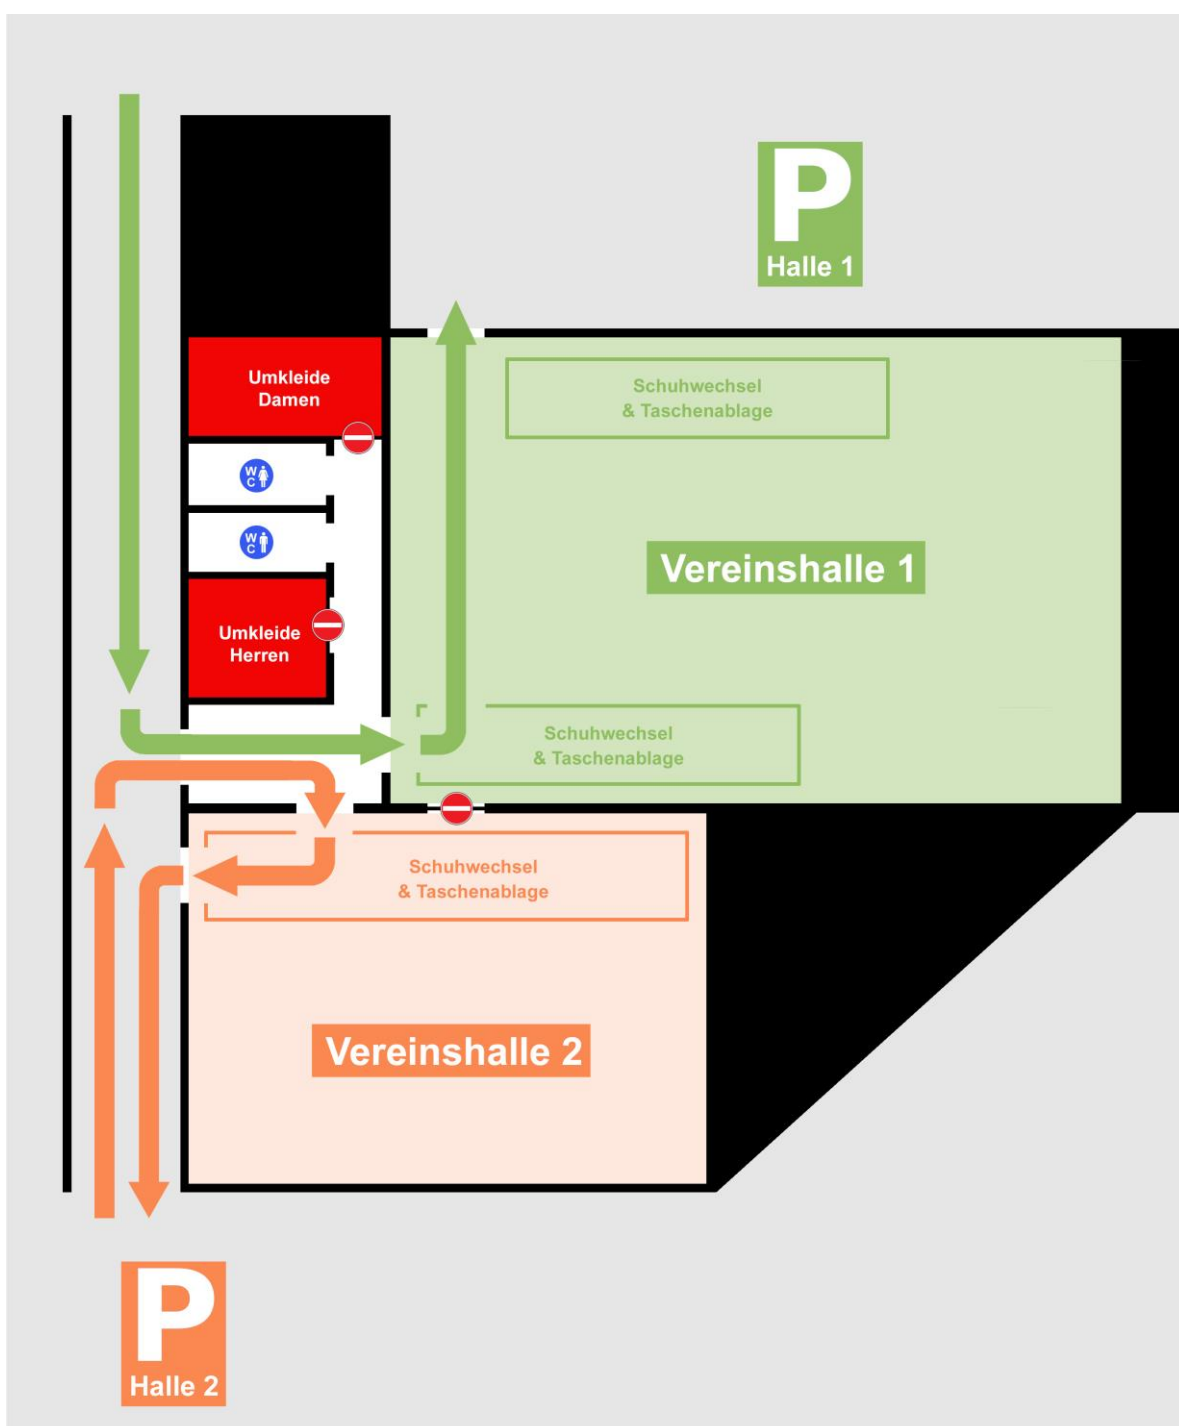 P
Halle 1
Umkleide
Damen
Schuhwechsel
& Taschenablage
W
C
W
C
Vereinshalle 1
Umkleide
Herren
Schuhwechsel
& Taschenablage
Schuhwechsel
& Taschenablage
Vereinshalle 2
P
Halle 2